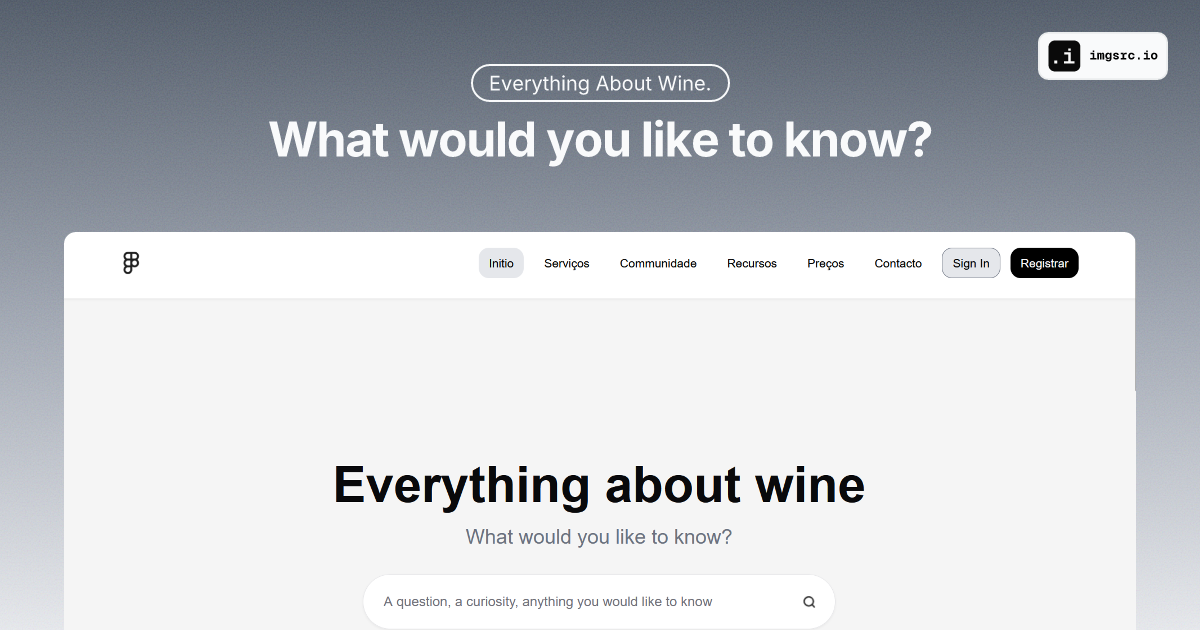 .i imgsrc.io
Everything About Wine.
What would you like to know?
Initio Serviços Communidade Recursos Preços Contacto Sign In Registrar
Everything about wine
What would you like to know?
A question, a curiosity, anything you would like to know